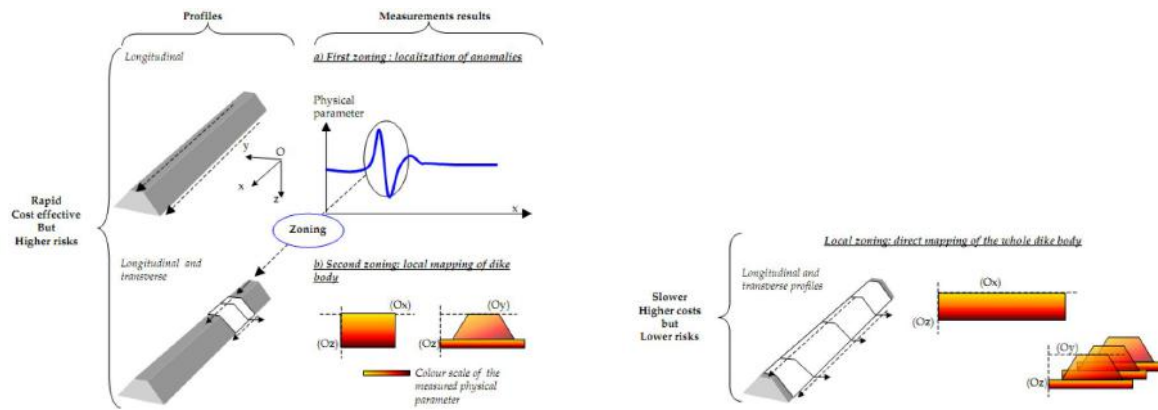 Profiles
Measurements results
Longitudinal
a) First zoning : localization of anomalies
Physical
parameter
y
O
x
z
x
Rapid
Cost effective
But
Higher risks
Zoning
Longitudinal and
transverse
b) Second zoning: local mapping of dike
body
(Ox)
(Oy)
(Oz)
(Oz)
Colour scale of the
measured physical
parameter
Local zoning: direct mapping of the whole dike body
Longitudinal and
transverse profiles
(Ox)
(Oz)
Slower
Higher costs
but
Lower risks
(Oy)
(Oz)